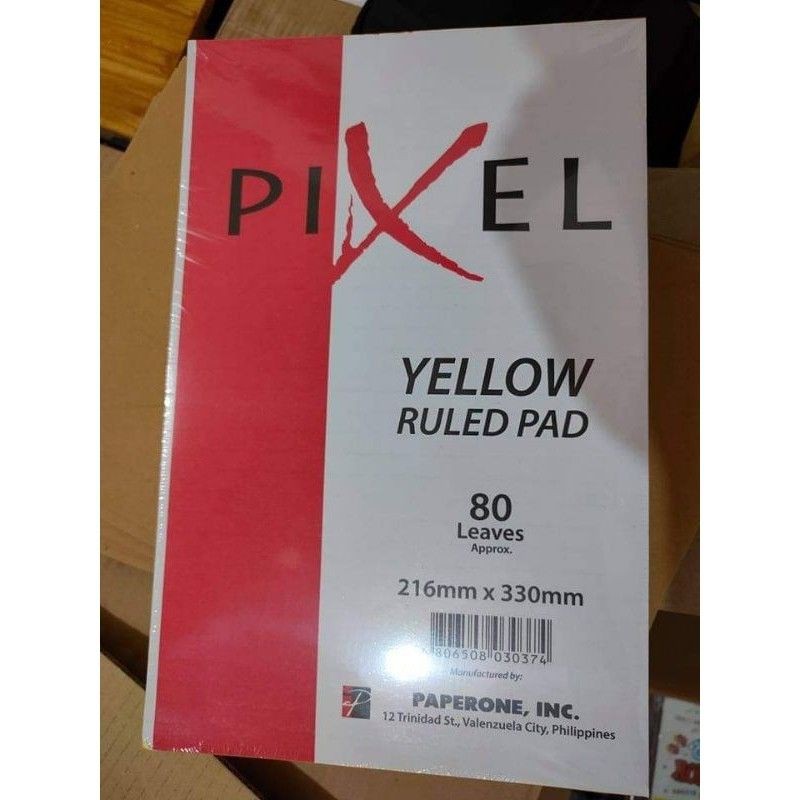 PIXEL
YELLOW
RULED PAD
80
Leaves
Approx.
216mm x 330mm
806508 030374
Manufactured by:
PAPERONE, INC.
12 Trinidad St., Valenzuela City, Philippines